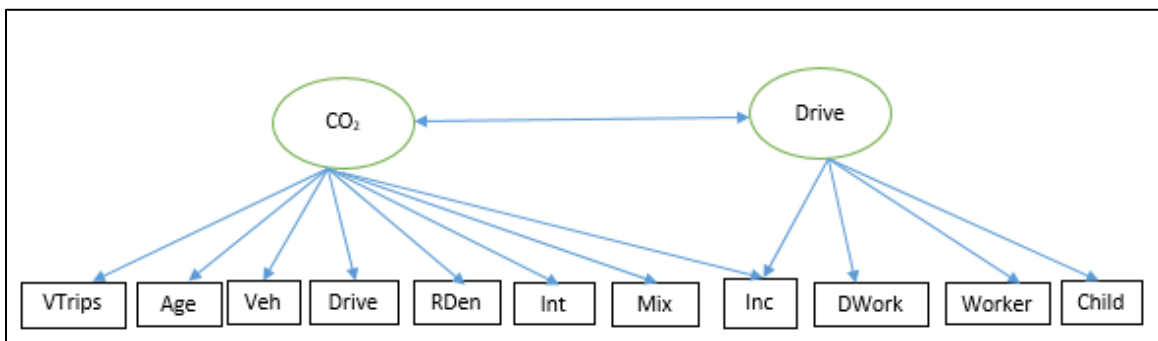 CO₂
Drive
VTrips
Age
Veh
Drive
RDen
Int
Mix
Inc
DWork
Worker
Child